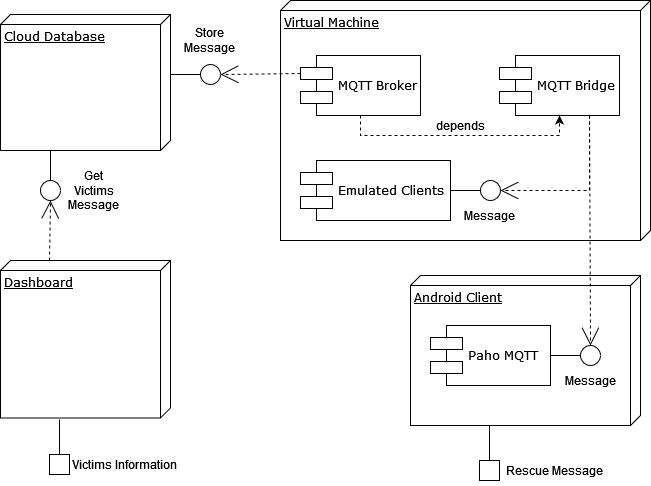 Cloud Database
Store
Message
Virtual Machine
MQTT Broker
MQTT Bridge
depends
Emulated Clients
Message
Get
Victims
Message
Dashboard
Android Client
Paho MQTT
Message
Victims Information
Rescue Message